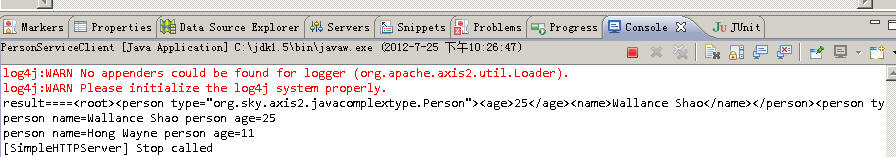 Markers Properties Data Source Explorer Servers Snippets Problems Progress Console JUnit
PersonServiceClient [Java Application] C:\jdk1.5\bin\javaw.exe (2012-7-25 下午10:26:47)
log4j:WARN No appenders could be found for logger (org.apache.axis2.util.Loader).
log4j:WARN Please initialize the log4j system properly.
result====<root><person type="org.sky.axis2.javacomplextype.Person"><age>25</age><name>Wallance Shao</name></person><person ty
person name=Wallance Shao person age=25
person name=Hong Wayne person age=11
[SimpleHTTPServer] Stop called